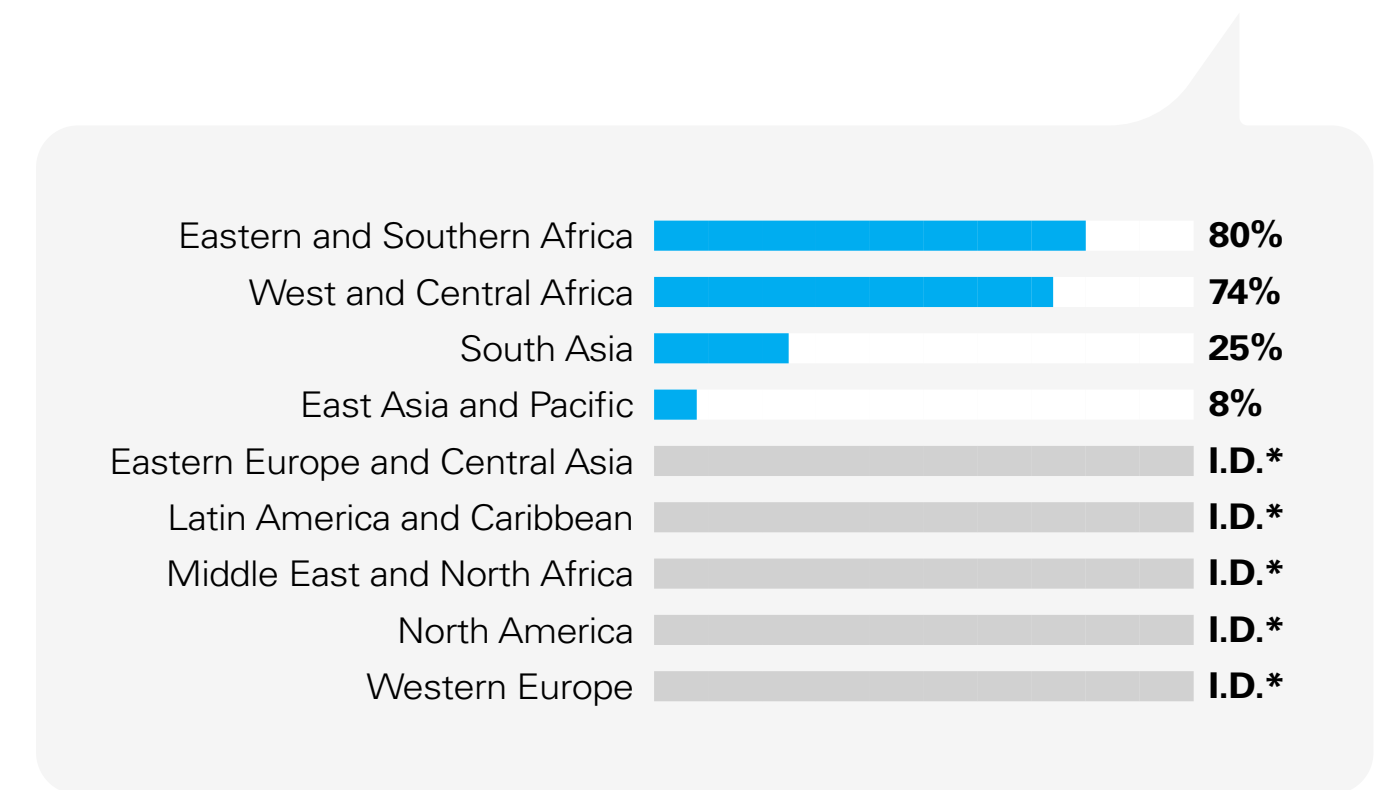 Eastern and Southern Africa 80%
West and Central Africa 74%
South Asia 25%
East Asia and Pacific 8%
Eastern Europe and Central Asia I.D.*
Latin America and Caribbean I.D.*
Middle East and North Africa I.D.*
North America I.D.*
Western Europe I.D.*